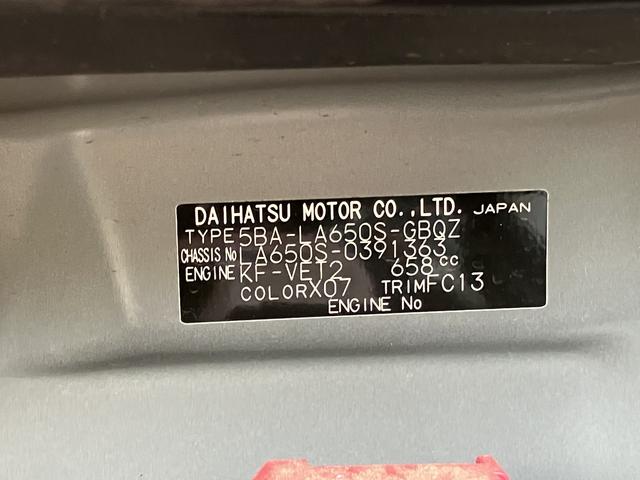 DAIHATSU MOTOR CO.,LTD. JAPAN
TYPE 5BA-LA650S-GBQZ
CHASSIS No LA650S-0391363
ENGINE KF-VET2 658cc
COLOR X07 TRIM FC13
ENGINE No